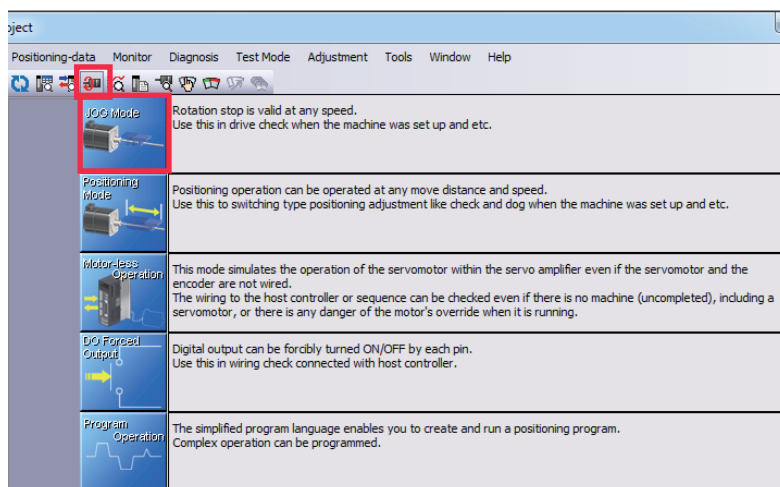 oject
Positioning-data Monitor Diagnosis Test Mode Adjustment Tools Window Help
JOG Mode
Rotation stop is valid at any speed.
Use this in drive check when the machine was set up and etc.
Positioning
Mode
Positioning operation can be operated at any move distance and speed.
Use this to switching type positioning adjustment like check and dog when the machine was set up and etc.
Motor-less
Operation
This mode simulates the operation of the servomotor within the servo amplifier even if the servomotor and the
encoder are not wired.
The wiring to the host controller or sequence can be checked even if there is no machine (uncompleted), including a
servomotor, or there is any danger of the motor's override when it is running.
DO Forced
Output
Digital output can be forcibly turned ON/OFF by each pin.
Use this in wiring check connected with host controller.
Program
Operation
The simplified program language enables you to create and run a positioning program.
Complex operation can be programmed.